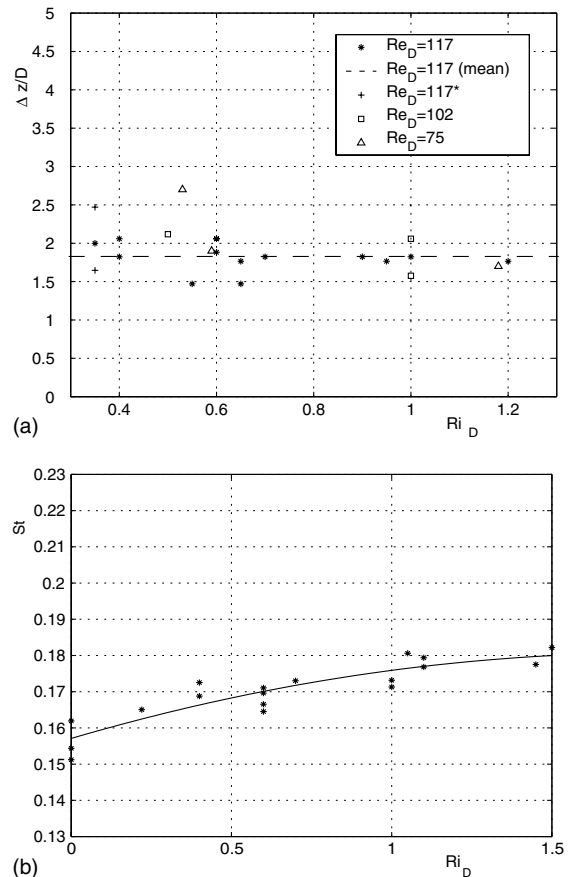 5
4.5
4
3.5
3
2.5
2
1.5
1
0.5
0
Δ z/D
Re_D=117
Re_D=117 (mean)
Re_D=117*
Re_D=102
Re_D=75
0.4 0.6 0.8 1 1.2
Ri_D
(a)
0.23
0.22
0.21
0.2
0.19
0.18
0.17
0.16
0.15
0.14
0.13
St
0 0.5 1 1.5
Ri_D
(b)